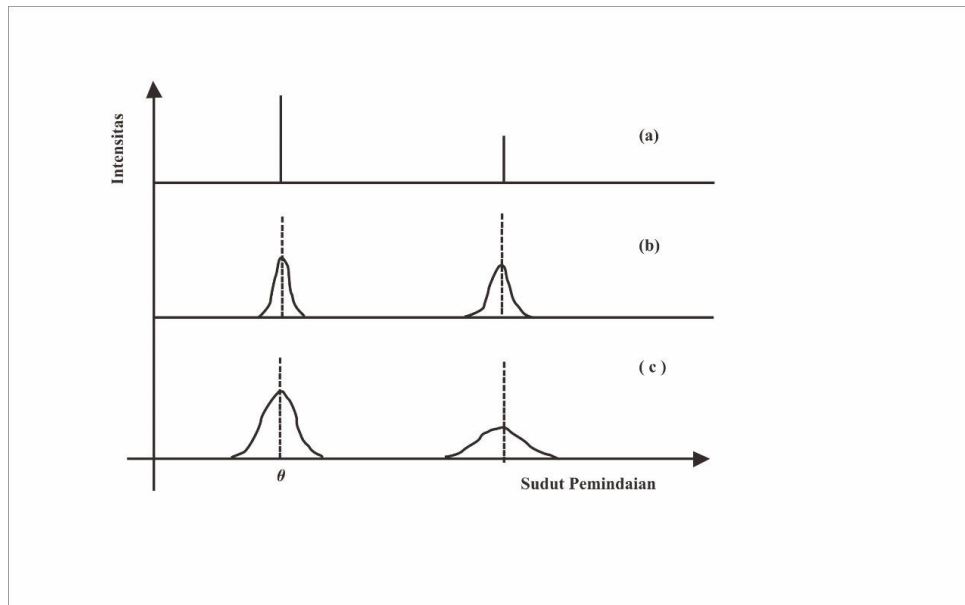 Intensitas
(a)
(b)
( c )
θ
Sudut Pemindaian